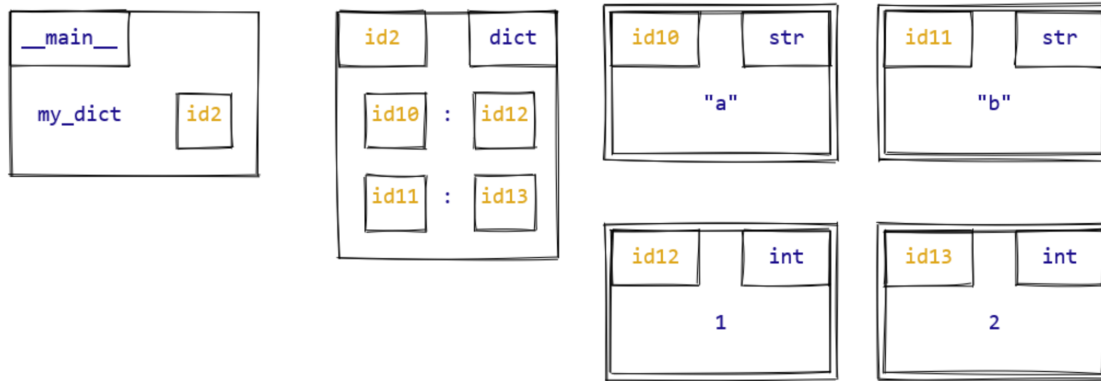 __main__
my_dict id2
id2 dict
id10 : id12
id11 : id13
id10 str
"a"
id11 str
"b"
id12 int
1
id13 int
2